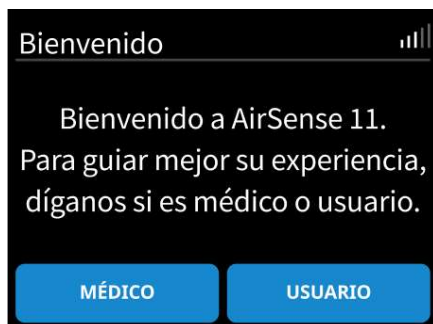 Bienvenido
Bienvenido a AirSense 11.
Para guiar mejor su experiencia,
díganos si es médico o usuario.
MÉDICO
USUARIO